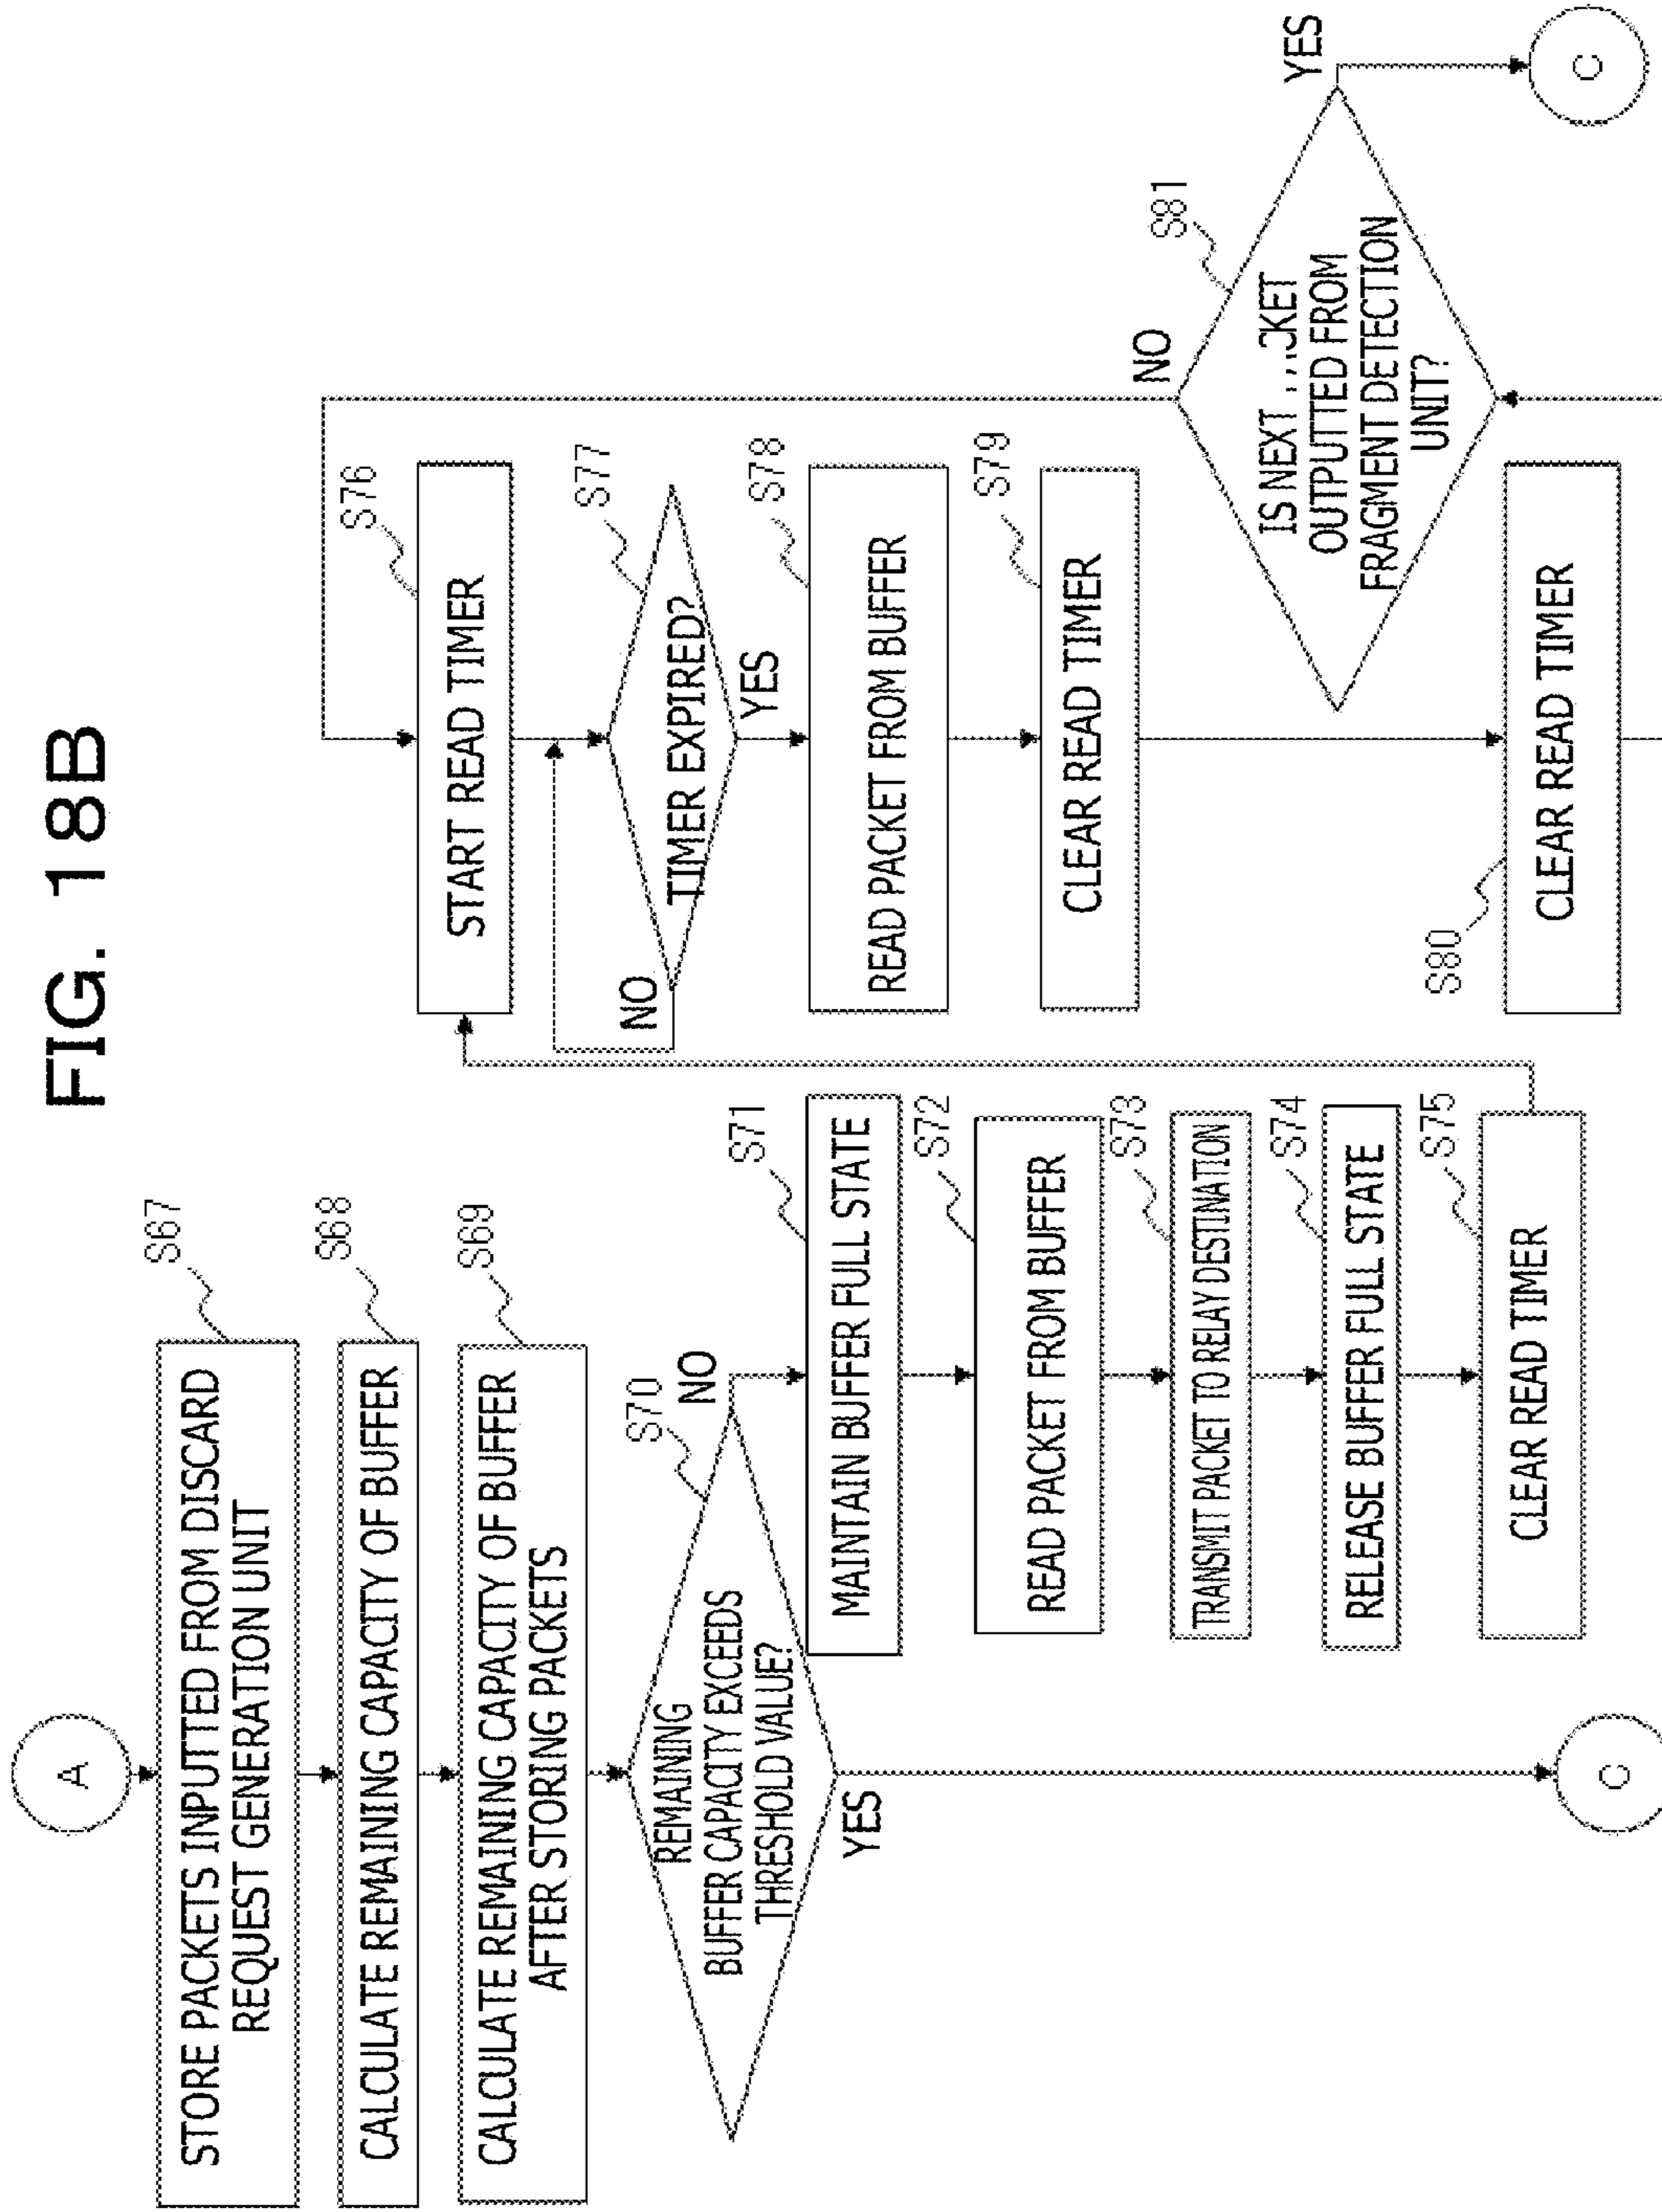 FIG. 18B
A
S67
STORE PACKETS INPUTTED FROM DISCARD
REQUEST GENERATION UNIT
S68
CALCULATE REMAINING CAPACITY OF BUFFER
S69
CALCULATE REMAINING CAPACITY OF BUFFER
AFTER STORING PACKETS
S70
REMAINING
BUFFER CAPACITY EXCEEDS
THRESHOLD VALUE?
NO
YES
C
S71
MAINTAIN BUFFER FULL STATE
S72
READ PACKET FROM BUFFER
S73
TRANSMIT PACKET TO RELAY DESTINATION
S74
RELEASE BUFFER FULL STATE
S75
CLEAR READ TIMER
S76
START READ TIMER
S77
TIMER EXPIRED?
NO
YES
S78
READ PACKET FROM BUFFER
S79
CLEAR READ TIMER
S80
CLEAR READ TIMER
S81
IS NEXT
OUTPUTTED FROM
FRAGMENT DETECTION
UNIT?
NO
YES
C